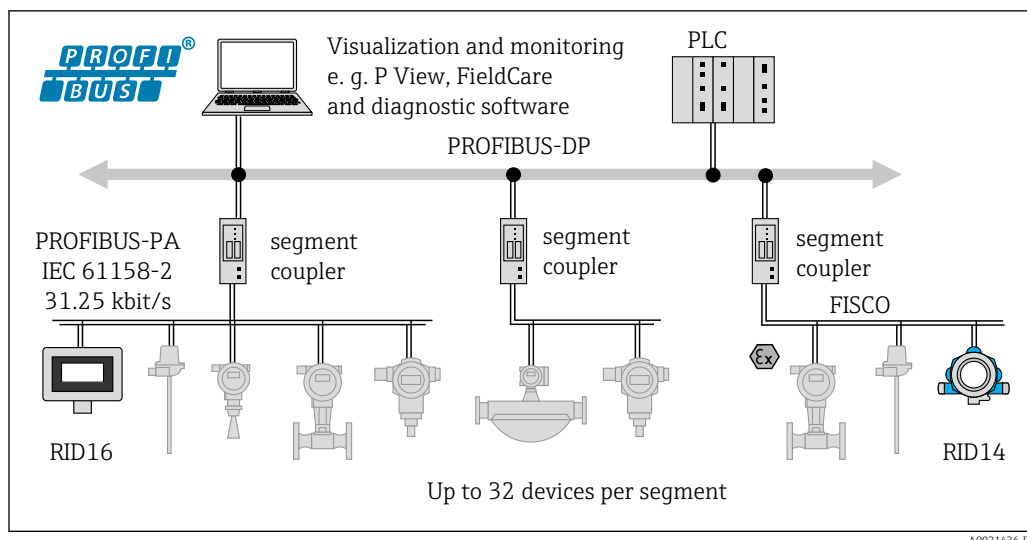 PROFI
BUS
®
Visualization and monitoring
e. g. P View, FieldCare
and diagnostic software
PLC
PROFIBUS-DP
PROFIBUS-PA
IEC 61158-2
31.25 kbit/s
segment
coupler
segment
coupler
segment
coupler
FISCO
Ex
RID16
RID14
Up to 32 devices per segment